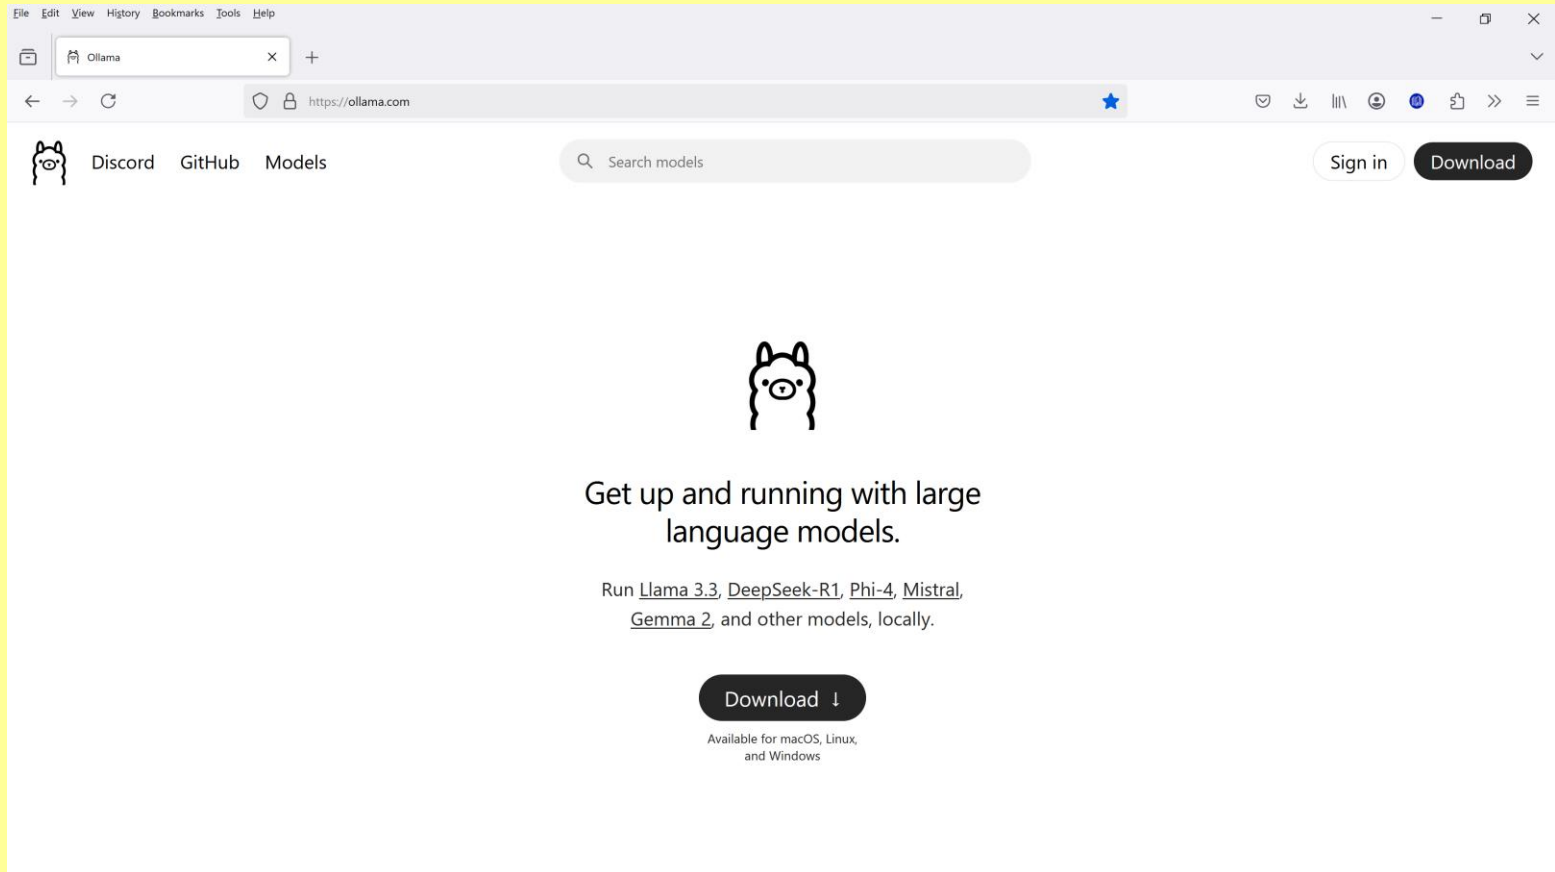 File Edit View History Bookmarks Tools Help
Ollama
https://ollama.com
Discord GitHub Models
Search models
Sign in
Download
Get up and running with large
language models.
Run Llama 3.3, DeepSeek-R1, Phi-4, Mistral,
Gemma 2, and other models, locally.
Download ↓
Available for macOS, Linux,
and Windows